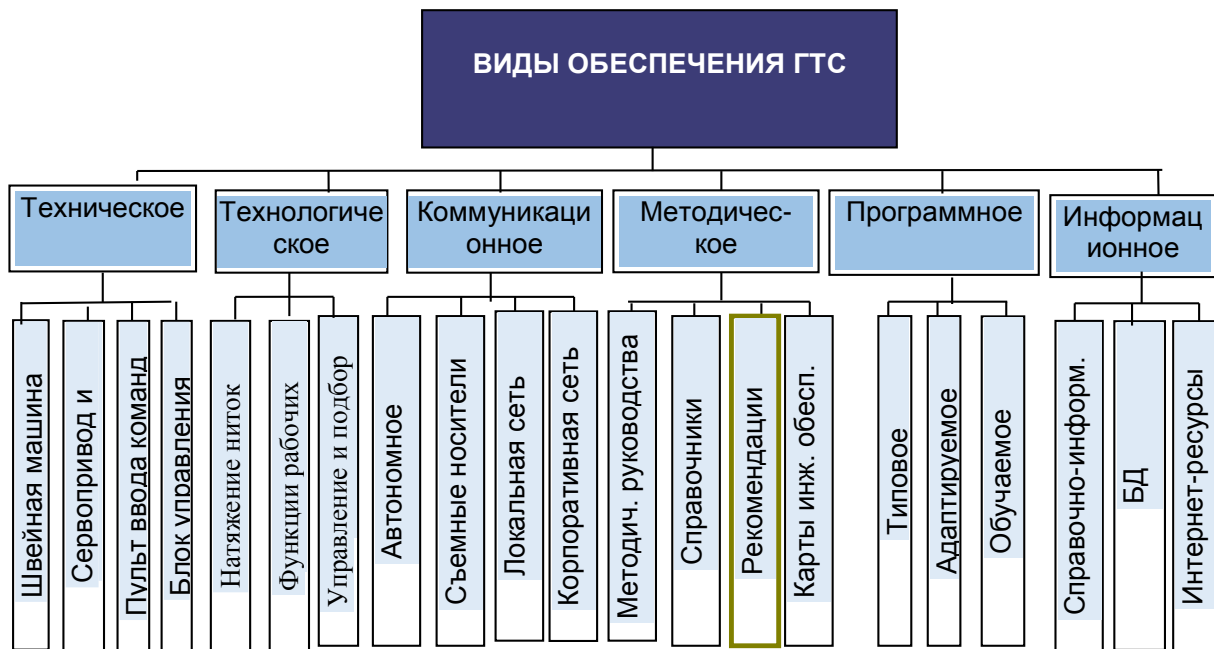 ВИДЫ ОБЕСПЕЧЕНИЯ ГТС
Техническое
Технологиче
ское
Коммуникаци
онное
Методичес-
кое
Программное
Информац
ионное
Швейная машина
Сервопривод и
Пульт ввода команд
Блок управления
Натяжение ниток
Функции рабочих
Управление и подбор
Автономное
Съемные носители
Локальная сеть
Корпоративная сеть
Методич. руководства
Справочники
Рекомендации
Карты инж. обесп.
Типовое
Адаптируемое
Обучаемое
Справочно-информ.
БД
Интернет-ресурсы